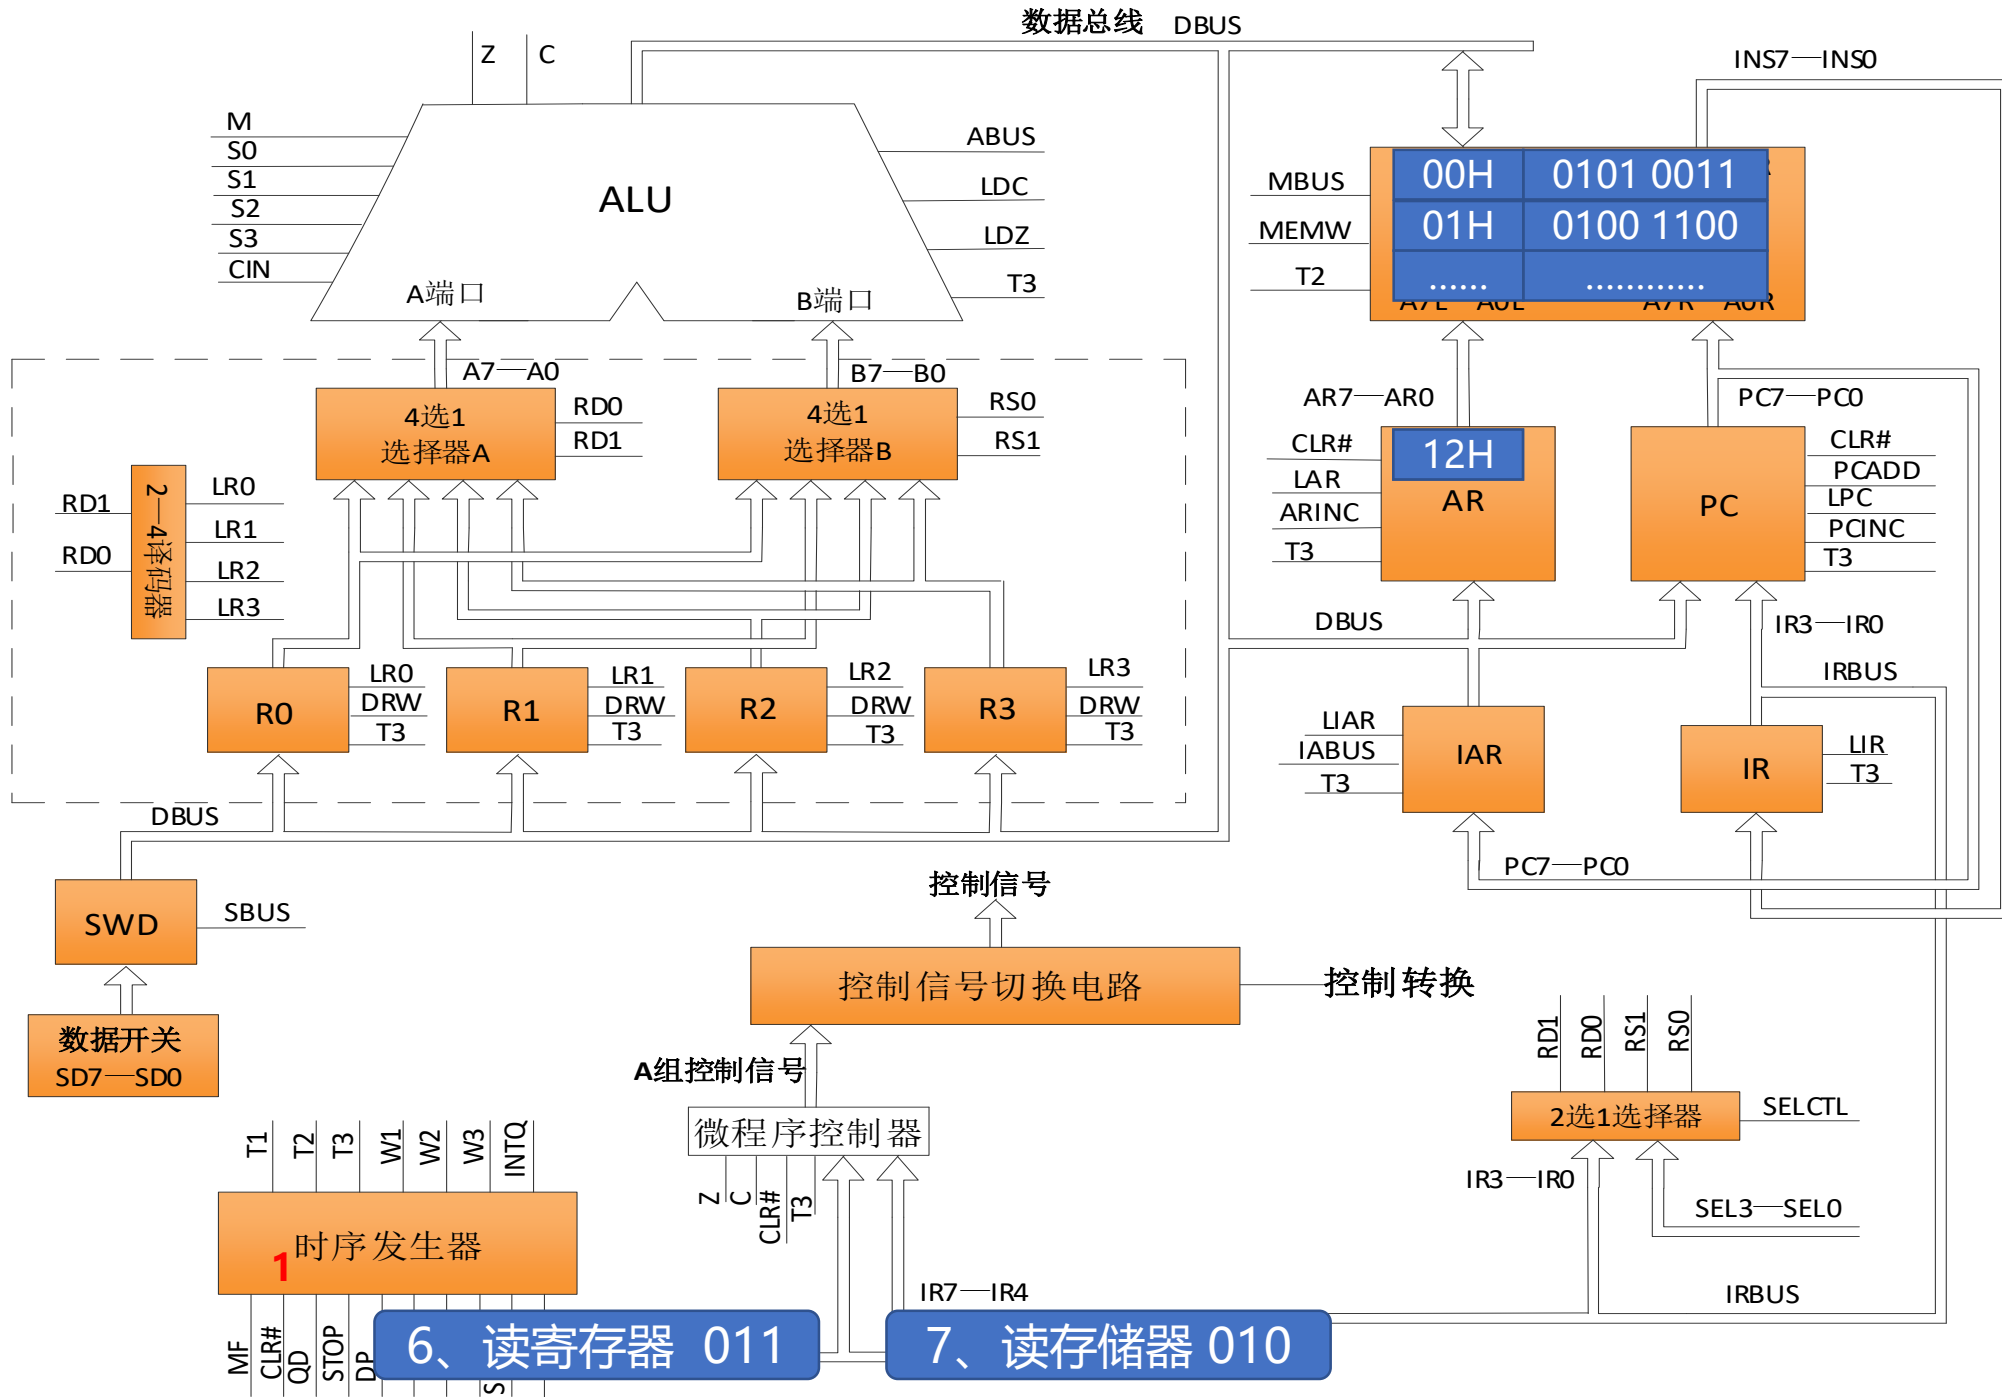 数据总线 DBUS
Z
C
INS7—INS0
M
S0
S1
S2
S3
CIN
ALU
A端口
B端口
ABUS
LDC
LDZ
T3
MBUS
MEMW
T2
00H 0101 0011
01H 0100 1100
...... ............
A7—A0
B7—B0
4选1
选择器A
RD0
RD1
4选1
选择器B
RS0
RS1
AR7—AR0
PC7—PC0
CLR#
LAR
ARINC
T3
12H
AR
PC
CLR#
PCADD
LPC
PCINC
T3
RD1
RD0
2—4译码器
LR0
LR1
LR2
LR3
DBUS
IR3—IR0
IRBUS
R0
LR0
DRW
T3
R1
LR1
DRW
T3
R2
LR2
DRW
T3
R3
LR3
DRW
T3
LIAR
IABUS
T3
IAR
IR
LIR
T3
DBUS
PC7—PC0
SWD
SBUS
控制信号
控制信号切换电路
控制转换
数据开关
SD7—SD0
A组控制信号
微程序控制器
Z
C
CLR#
T3
RD1
RD0
RS1
RS0
2选1选择器
SELCTL
IR3—IR0
SEL3—SEL0
T1
T2
T3
W1
W2
W3
INTQ
时序发生器
1
IR7—IR4
IRBUS
MF
CLR#
QD
STOP
6、读寄存器 011
7、读存储器 010